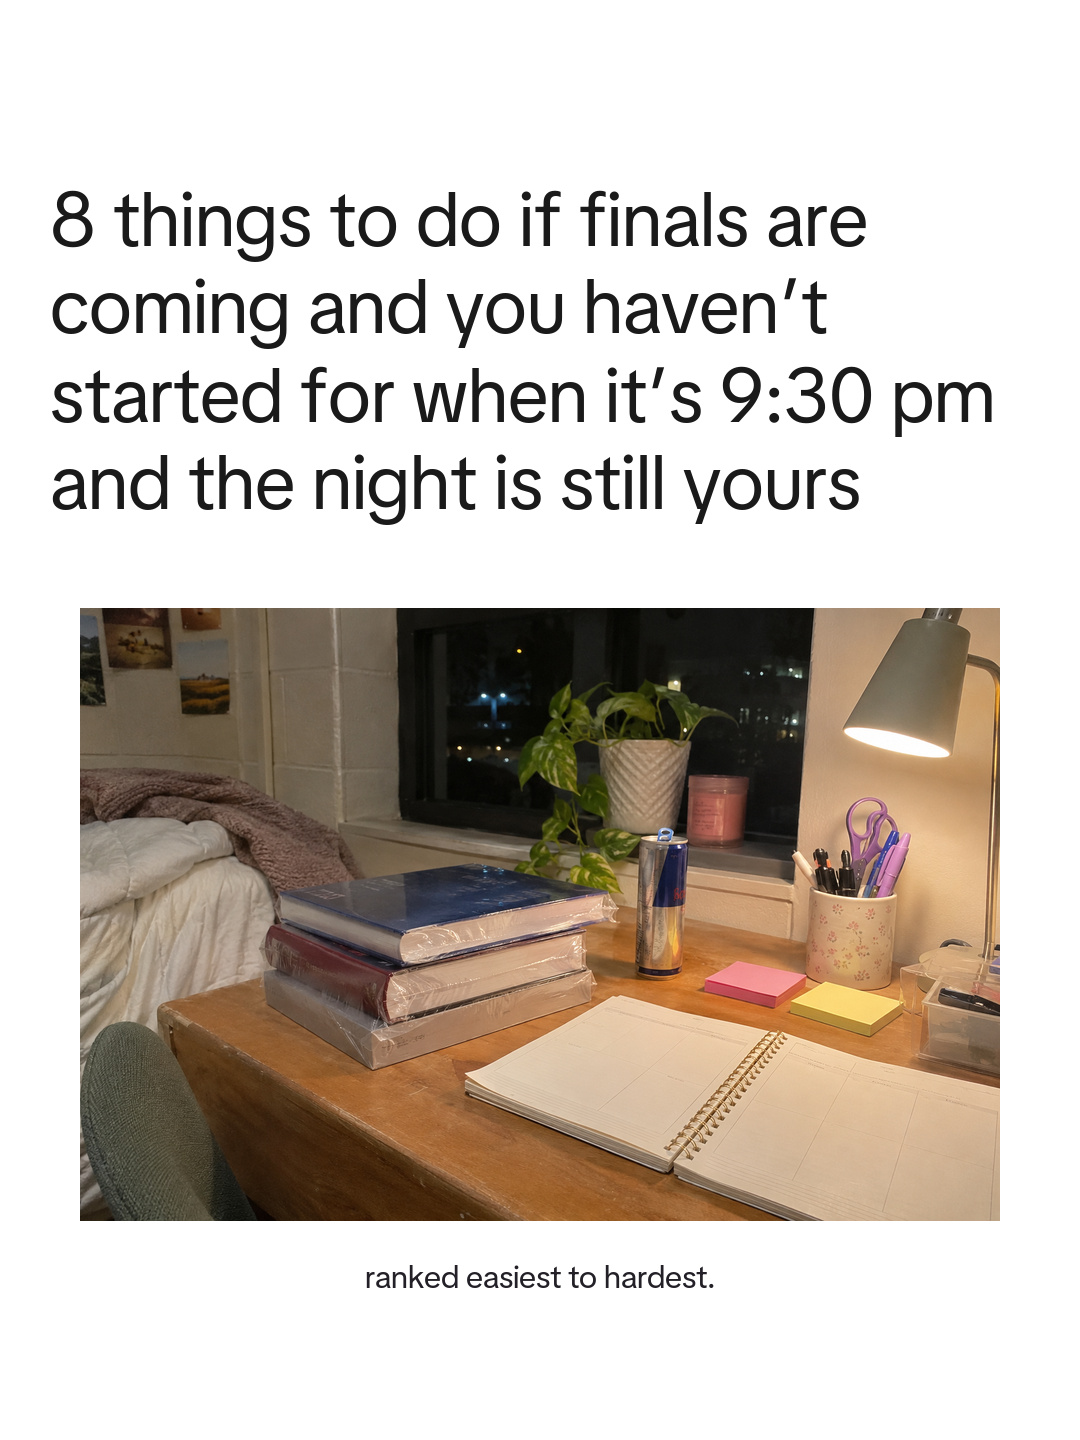 8 things to do if finals are
coming and you haven’t
started for when it’s 9:30 pm
and the night is still yours
ranked easiest to hardest.